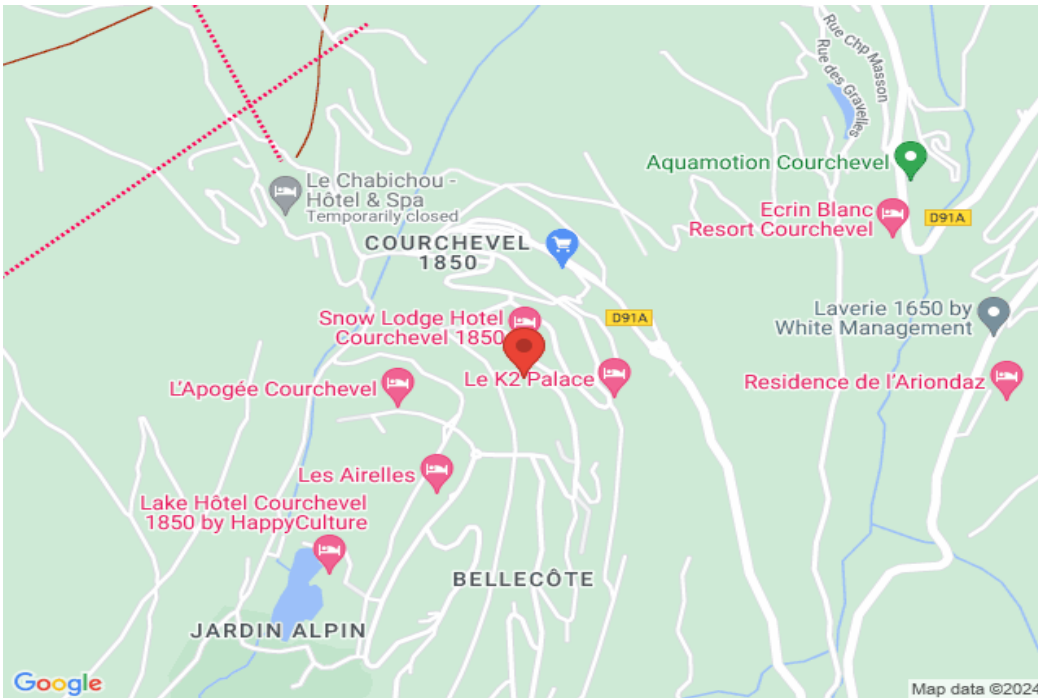 Rue Chp Masson
Rue des Gravelles
Aquamotion Courchevel
Le Chabichou -
Hôtel & Spa
Temporarily closed
Ecrin Blanc
Resort Courchevel
D91A
COURCHEVEL
1850
Snow Lodge Hotel
Courchevel 1850
D91A
Laverie 1650 by
White Management
L'Apogée Courchevel
Le K2 Palace
Residence de l'Ariondaz
Les Airelles
Lake Hôtel Courchevel
1850 by HappyCulture
BELLECÔTE
JARDIN ALPIN
Google
Map data ©2024